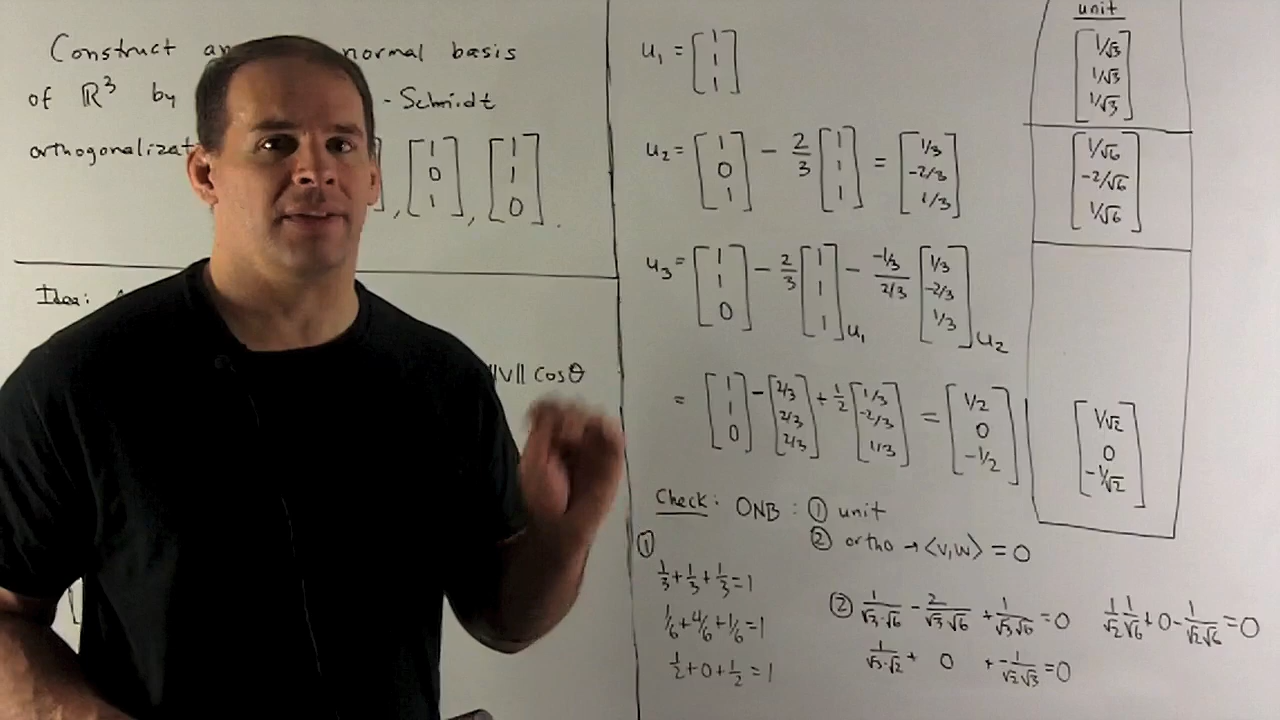 Construct an normal basis
of ℝ³ by - Schmidt
orthogonalizat
], [1 0 1], [1 1 0].
Idea:
‖v‖ cosθ
u₁ = [1 1 1]
u₂ = [1 0 1] − 2/3 [1 1 1] = [1/3 -2/3 1/3]
u₃ = [1 1 0] − 2/3 [1 1 1]u₁ − (-1/3)/(2/3) [1/3 -2/3 1/3]u₂
= [1 1 0] − [2/3 2/3 2/3] + 1/2 [1/3 -2/3 1/3] = [1/2 0 -1/2]
unit
[1/√3 1/√3 1/√3]
[1/√6 -2/√6 1/√6]
[1/√2 0 -1/√2]
Check: ONB: ① unit
② ortho → ⟨v,w⟩ = 0
①
1/3 + 1/3 + 1/3 = 1
1/6 + 4/6 + 1/6 = 1
1/2 + 0 + 1/2 = 1
② 1/(√3·√6) − 2/(√3·√6) + 1/(√3√6) = 0
1/(√3·√2) + 0 + -1/(√2√3) = 0
1/√2 1/√6 + 0 − 1/(√2√6) = 0